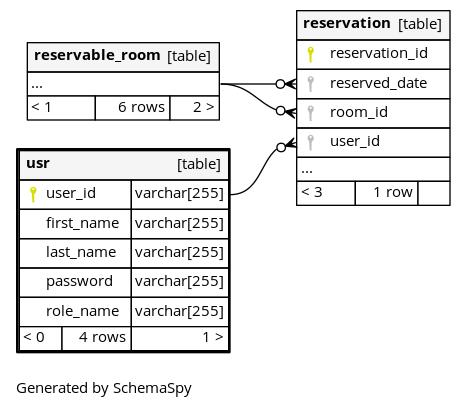 reservable_room [table]
...
< 1 6 rows 2 >
reservation [table]
reservation_id
reserved_date
room_id
user_id
...
< 3 1 row
usr [table]
user_id varchar[255]
first_name varchar[255]
last_name varchar[255]
password varchar[255]
role_name varchar[255]
< 0 4 rows 1 >
Generated by SchemaSpy